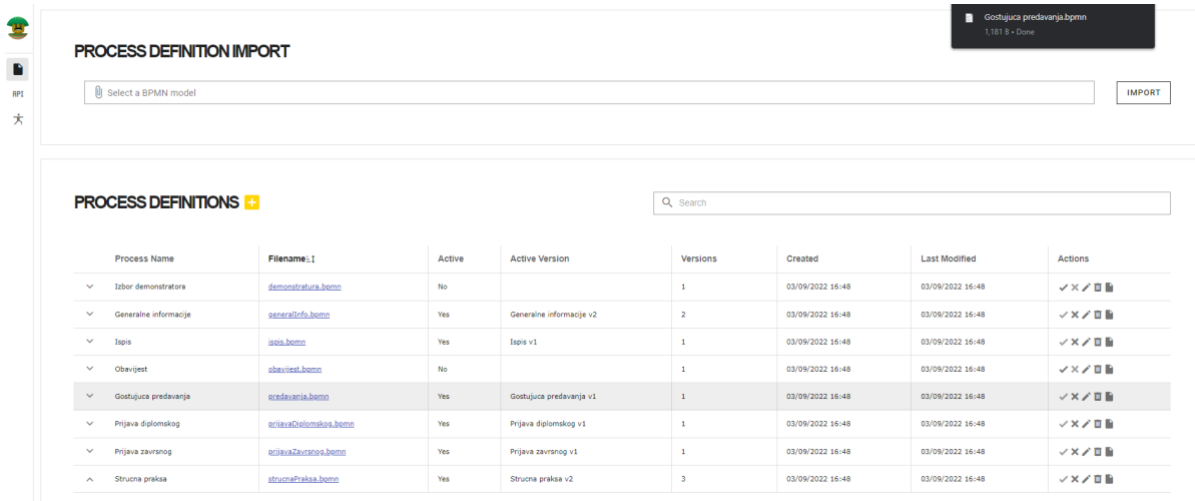 Gostujuca predavanja.bpmn
1,181 B • Done
PROCESS DEFINITION IMPORT
API
Select a BPMN model
IMPORT
PROCESS DEFINITIONS +
Search
Process Name Filename Active Active Version Versions Created Last Modified Actions
Izbor demonstratora demonstratura.bpmn No 1 03/09/2022 16:48 03/09/2022 16:48
Generalne informacije generalInfo.bpmn Yes Generalne informacije v2 2 03/09/2022 16:48 03/09/2022 16:48
Ispis ispis.bpmn Yes Ispis v1 1 03/09/2022 16:48 03/09/2022 16:48
Obavijest obavijest.bpmn No 1 03/09/2022 16:48 03/09/2022 16:48
Gostujuca predavanja predavanja.bpmn Yes Gostujuca predavanja v1 1 03/09/2022 16:48 03/09/2022 16:48
Prijava diplomskog prijavaDiplomskog.bpmn Yes Prijava diplomskog v1 1 03/09/2022 16:48 03/09/2022 16:48
Prijava zavrsnog prijavaZavrsnog.bpmn Yes Prijava zavrsnog v1 1 03/09/2022 16:48 03/09/2022 16:48
Strucna praksa strucnaPraksa.bpmn Yes Strucna praksa v2 3 03/09/2022 16:48 03/09/2022 16:48